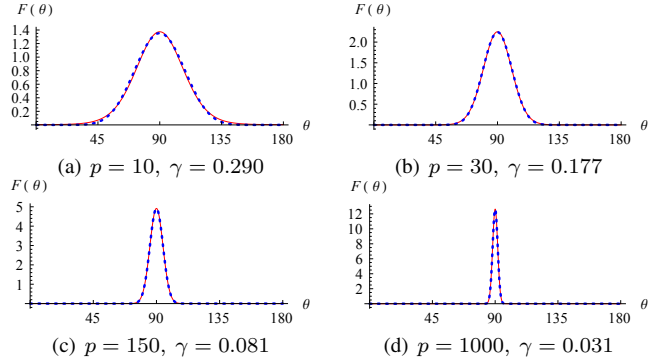 F(θ) F(θ)
1.4
1.2
1.0
0.8
0.6
0.4
0.2
45 90 135 180 θ
2.0
1.5
1.0
0.5
45 90 135 180 θ
(a) p = 10, γ = 0.290 (b) p = 30, γ = 0.177
F(θ) F(θ)
5
4
3
2
1
45 90 135 180 θ
12
10
8
6
4
2
45 90 135 180 θ
(c) p = 150, γ = 0.081 (d) p = 1000, γ = 0.031